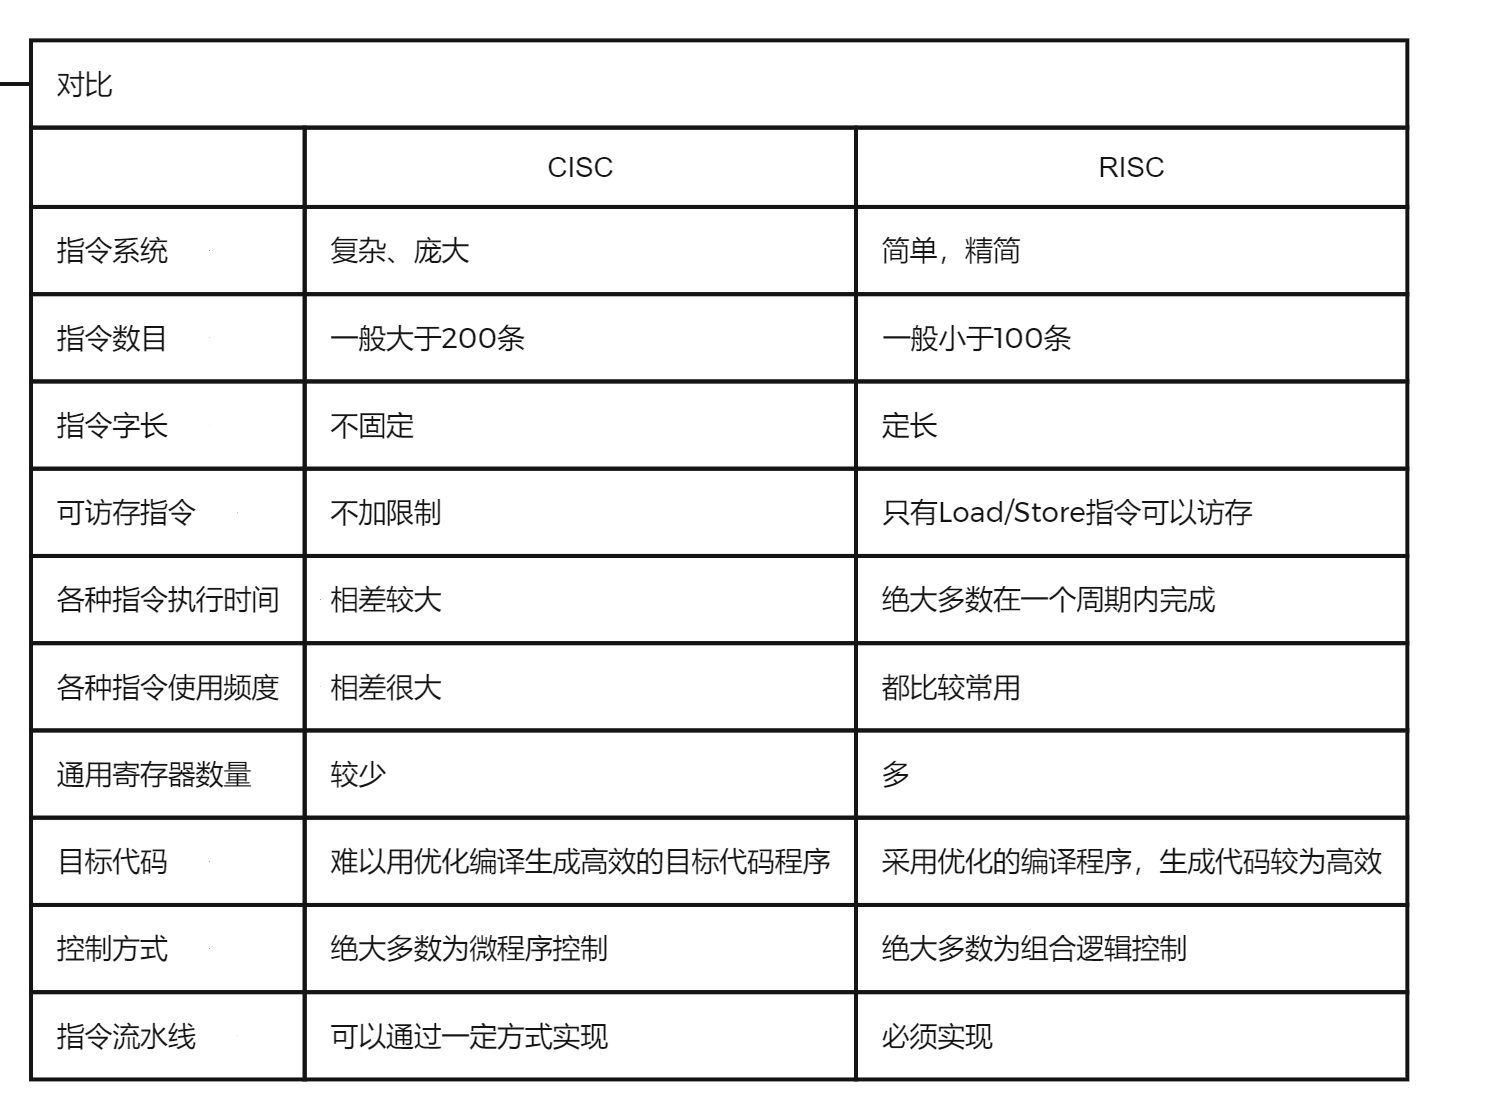 对比
CISC RISC
指令系统 复杂、庞大 简单，精简
指令数目 一般大于200条 一般小于100条
指令字长 不固定 定长
可访存指令 不加限制 只有Load/Store指令可以访存
各种指令执行时间 相差较大 绝大多数在一个周期内完成
各种指令使用频度 相差很大 都比较常用
通用寄存器数量 较少 多
目标代码 难以用优化编译生成高效的目标代码程序 采用优化的编译程序，生成代码较为高效
控制方式 绝大多数为微程序控制 绝大多数为组合逻辑控制
指令流水线 可以通过一定方式实现 必须实现